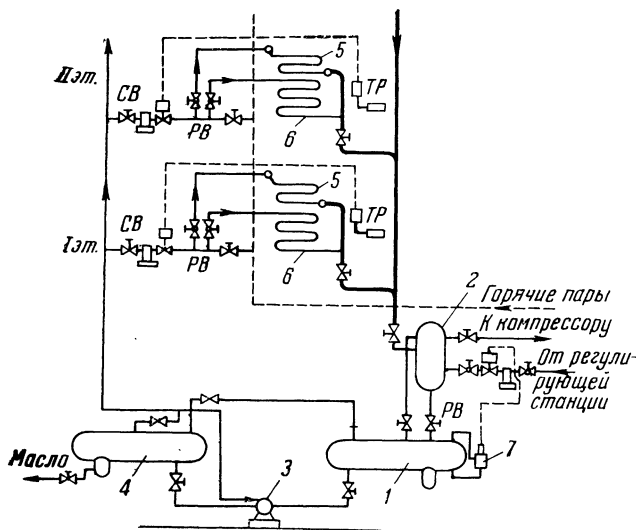 5
IIэт.
СВ
ТР
РВ
6
5
СВ
ТР
Iэт.
РВ
6
2
Горячие пары
К компрессору
От регули-
рующей
станции
РВ
Масло
4
3
1
7